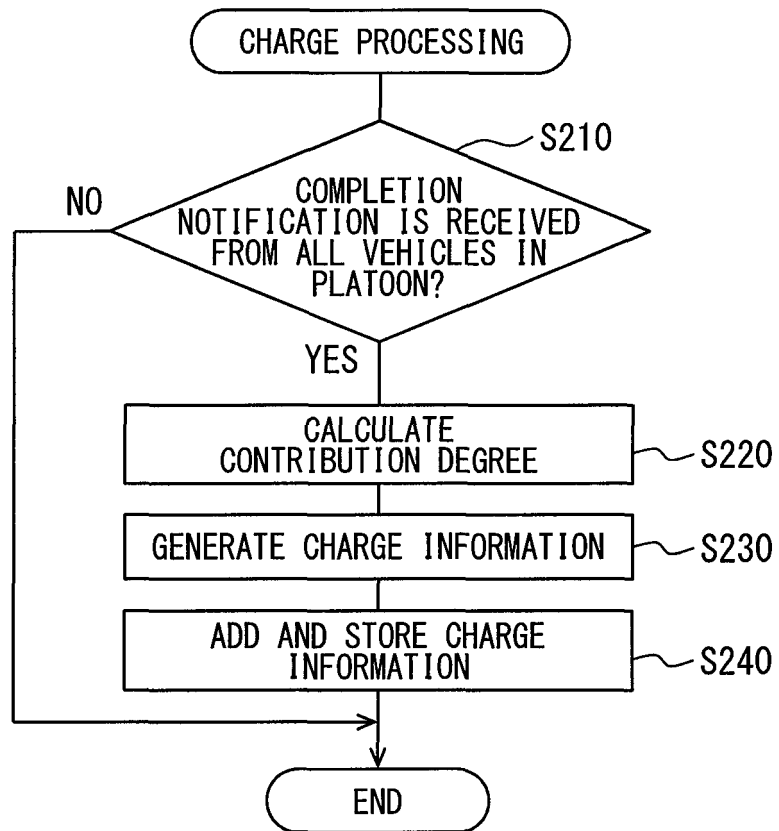 CHARGE PROCESSING
S210
COMPLETION
NOTIFICATION IS RECEIVED
FROM ALL VEHICLES IN
PLATOON?
NO
YES
CALCULATE
CONTRIBUTION DEGREE
S220
GENERATE CHARGE INFORMATION
S230
ADD AND STORE CHARGE
INFORMATION
S240
END